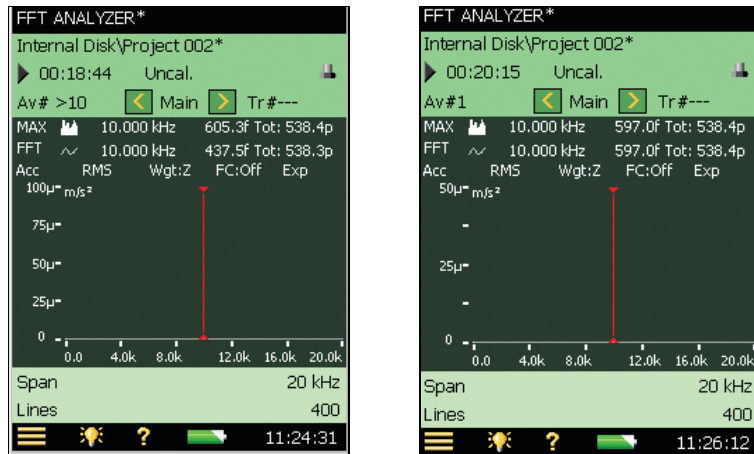 FFT ANALYZER*
Internal Disk\Project 002*
00:18:44 Uncal.
Av# >10 < Main > Tr#---
MAX 10.000 kHz 605.3f Tot: 538.4p
FFT 10.000 kHz 437.5f Tot: 538.3p
Acc RMS Wgt:Z FC:Off Exp
100µ m/s²
75µ
50µ
25µ
0
0.0 4.0k 8.0k 12.0k 16.0k 20.0k
Span 20 kHz
Lines 400
? 11:24:31
FFT ANALYZER*
Internal Disk\Project 002*
00:20:15 Uncal.
Av#1 < Main > Tr#---
MAX 10.000 kHz 597.0f Tot: 538.4p
FFT 10.000 kHz 597.0f Tot: 538.4p
Acc RMS Wgt:Z FC:Off Exp
50µ m/s²
25µ
0
0.0 4.0k 8.0k 12.0k 16.0k 20.0k
Span 20 kHz
Lines 400
? 11:26:12